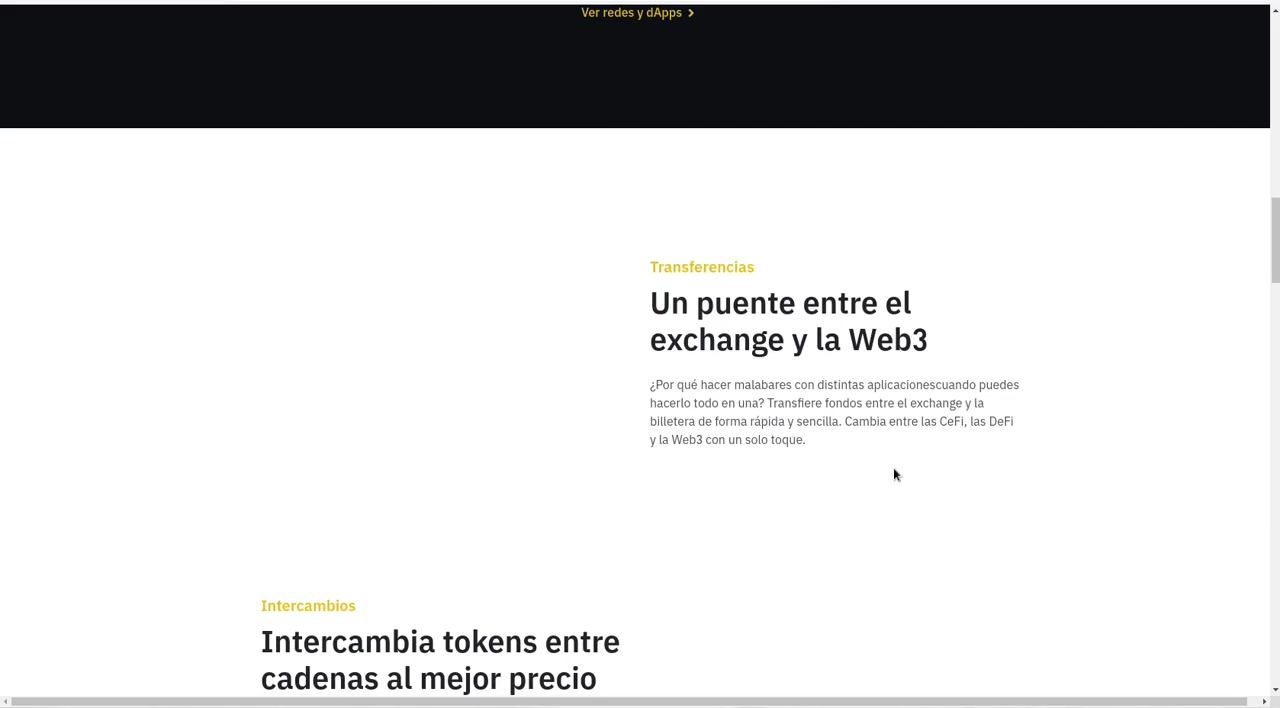 Ver redes y dApps
Transferencias
Un puente entre el
exchange y la Web3
¿Por qué hacer malabares con distintas aplicacionescuando puedes
hacerlo todo en una? Transfiere fondos entre el exchange y la
billetera de forma rápida y sencilla. Cambia entre las CeFi, las DeFi
y la Web3 con un solo toque.
Intercambios
Intercambia tokens entre
cadenas al mejor precio